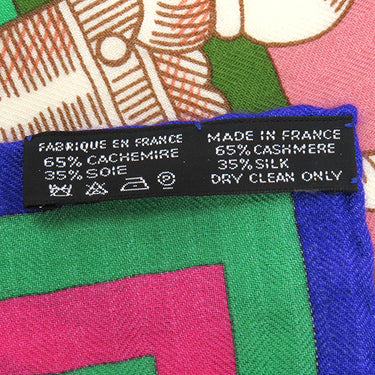 FABRIQUE EN FRANCE
65% CACHEMIRE
35% SOIE
MADE IN FRANCE
65% CASHMERE
35% SILK
DRY CLEAN ONLY